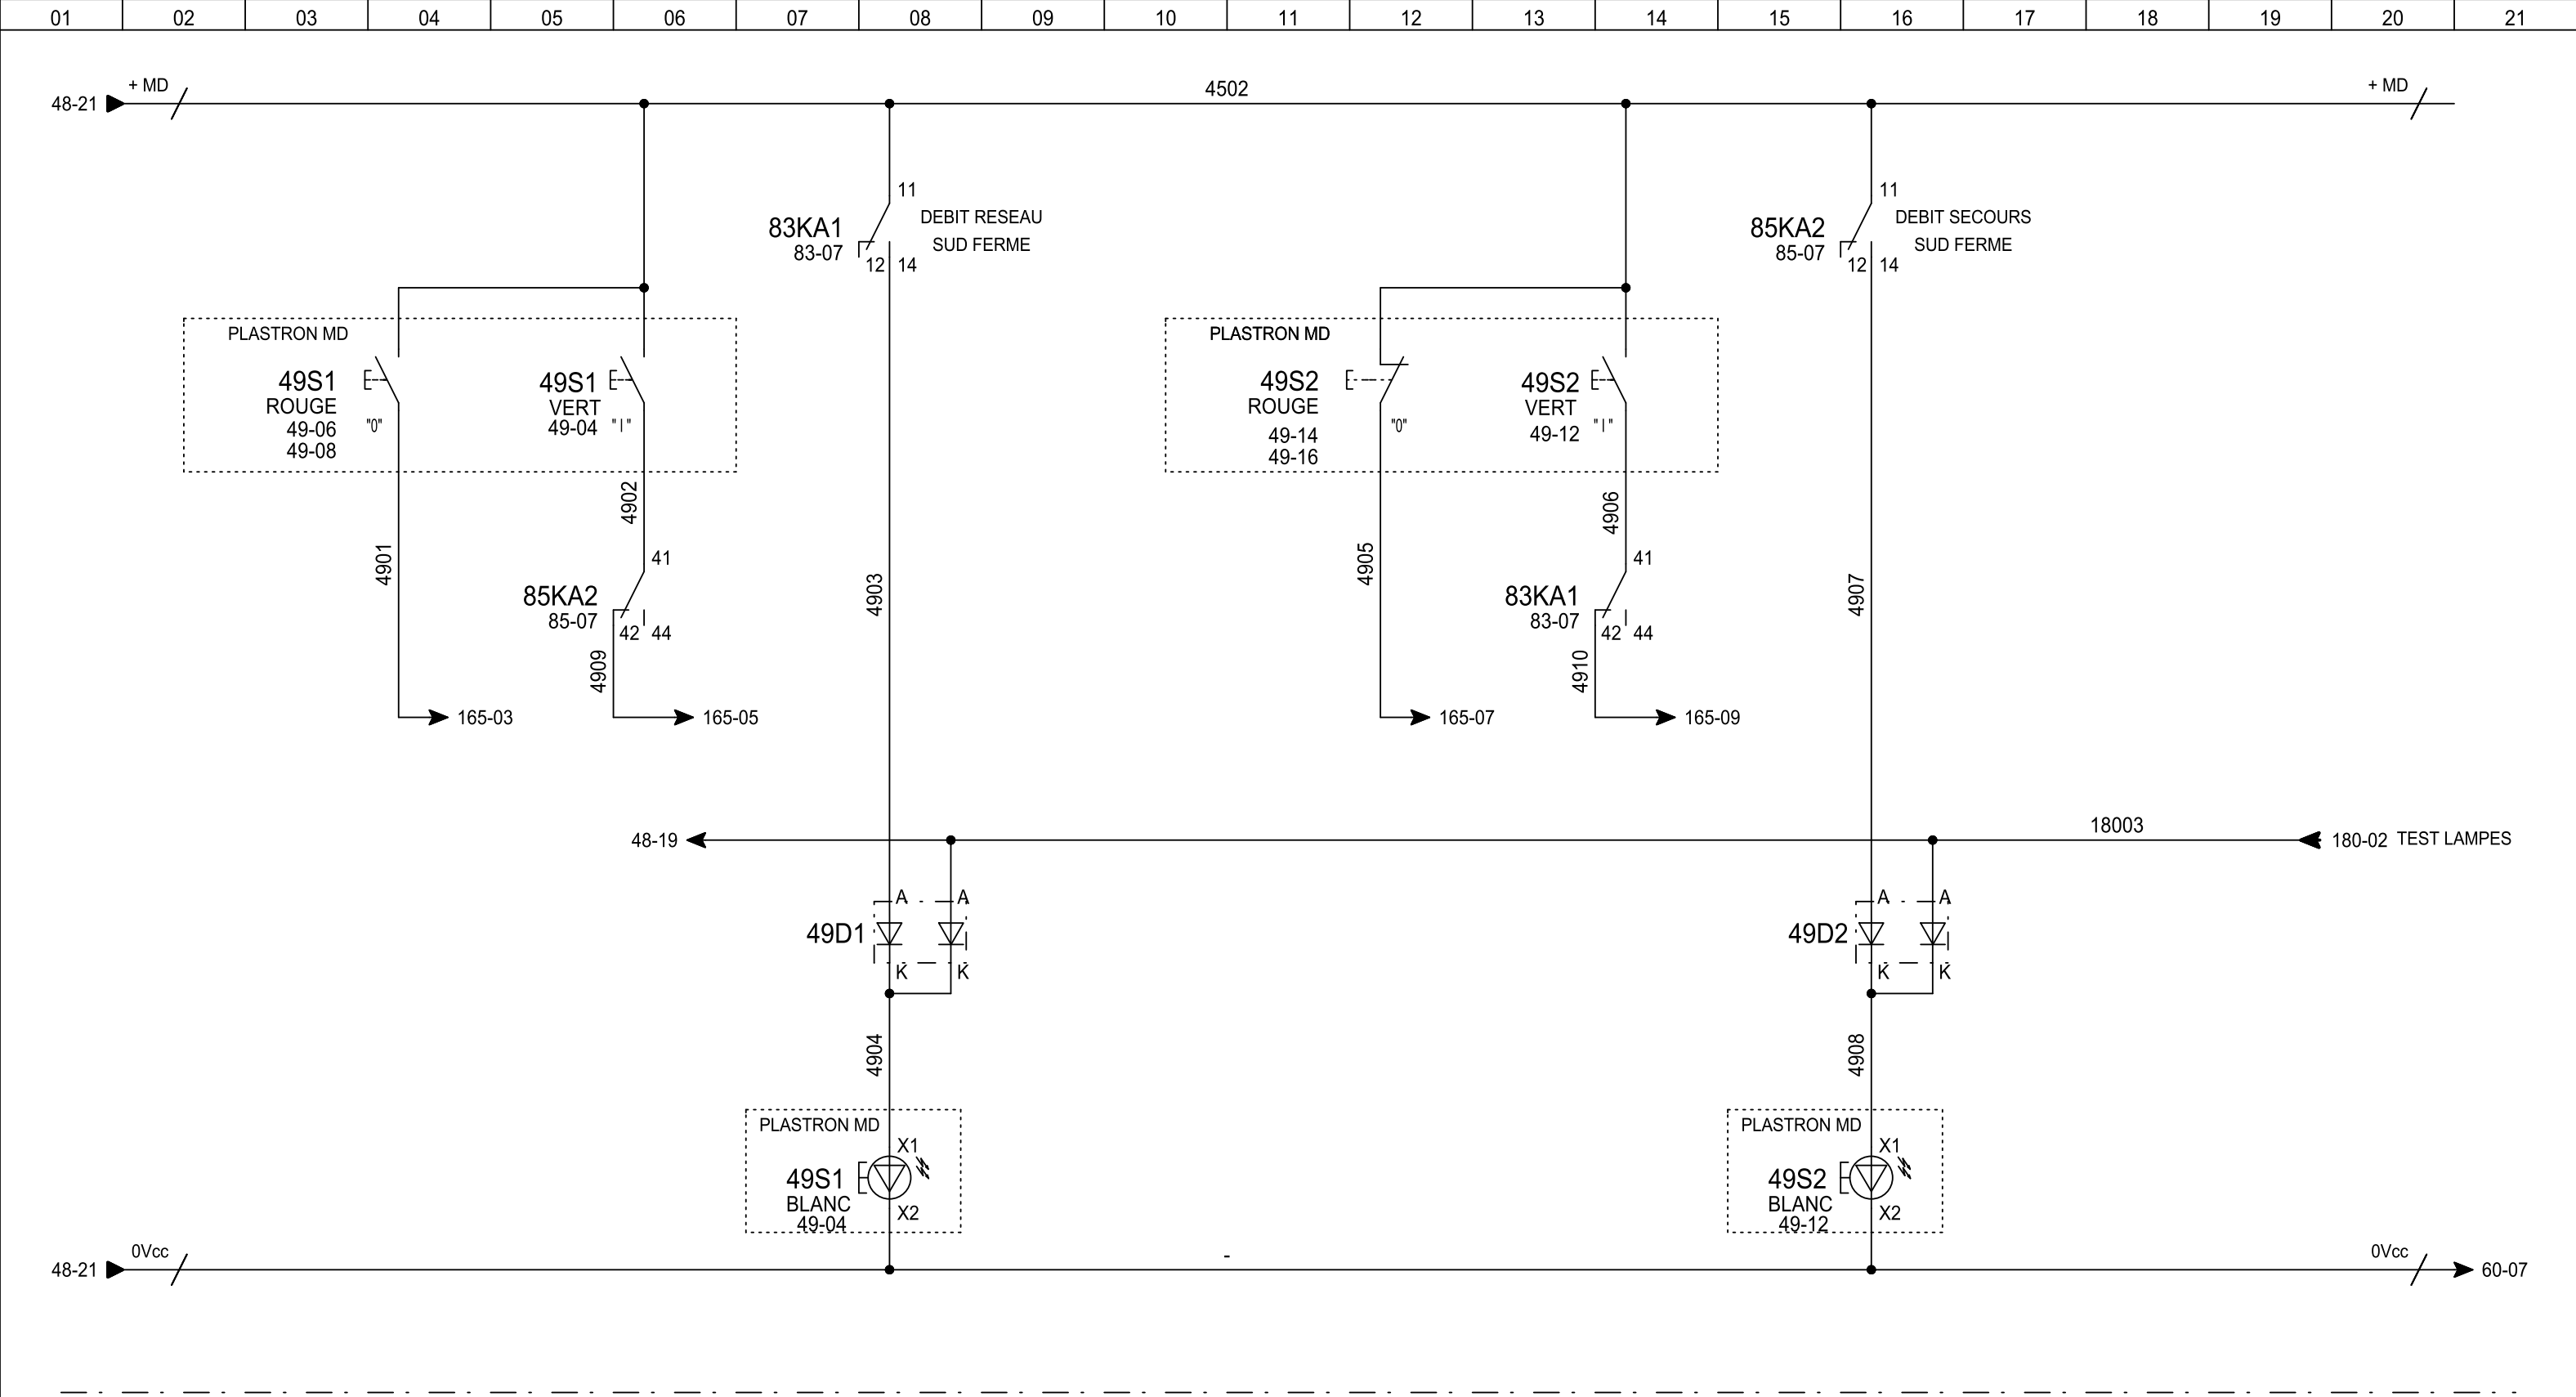 01 02 03 04 05 06 07 08 09 10 11 12 13 14 15 16 17 18 19 20 21
+ MD
48-21
4502
+ MD
11
83KA1
83-07
12 14
DEBIT RESEAU
SUD FERME
11
85KA2
85-07
12 14
DEBIT SECOURS
SUD FERME
PLASTRON MD
49S1
ROUGE
49-06
49-08
"0"
49S1
VERT
49-04
"I"
PLASTRON MD
49S2
ROUGE
49-14
49-16
"0"
49S2
VERT
49-12
"I"
4901
4902
41
85KA2
85-07
42 44
4909
165-03
165-05
4903
4905
4906
41
83KA1
83-07
42 44
4910
165-07
165-09
4907
48-19
18003
180-02 TEST LAMPES
A A
49D1
K K
A A
49D2
K K
4904
4908
PLASTRON MD
X1
49S1
BLANC
49-04
X2
PLASTRON MD
X1
49S2
BLANC
49-12
X2
0Vcc
48-21
-
0Vcc
60-07